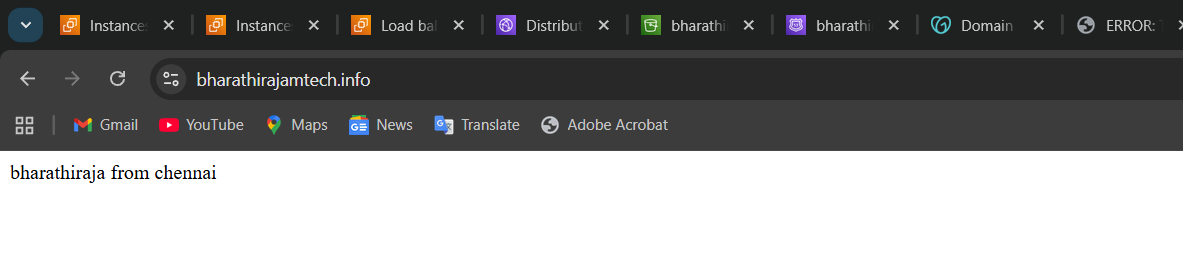 Instance Instance Load bal Distribut bharathi bharathi Domain ERROR: T
bharathirajamtech.info
Gmail YouTube Maps News Translate Adobe Acrobat
bharathiraja from chennai